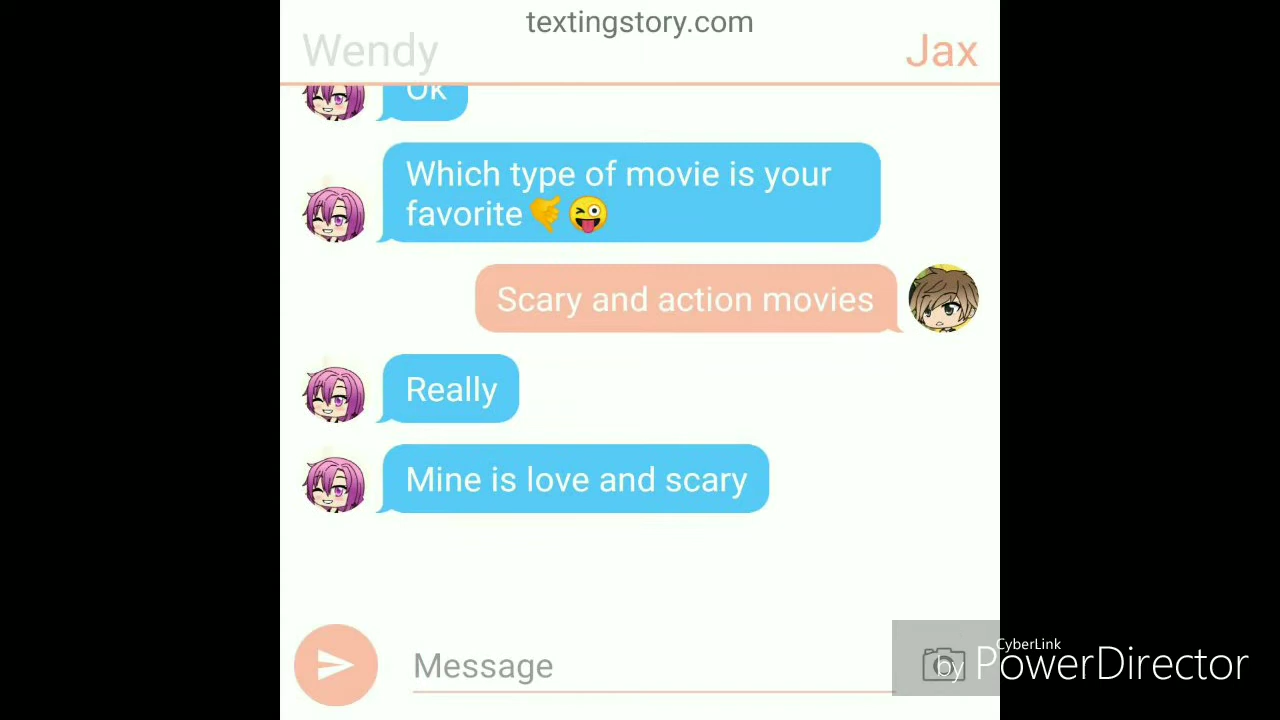 textingstory.com
Wendy
Jax
Ok
Which type of movie is your
favorite🤙😜
Scary and action movies
Really
Mine is love and scary
Message
CyberLink
by PowerDirector